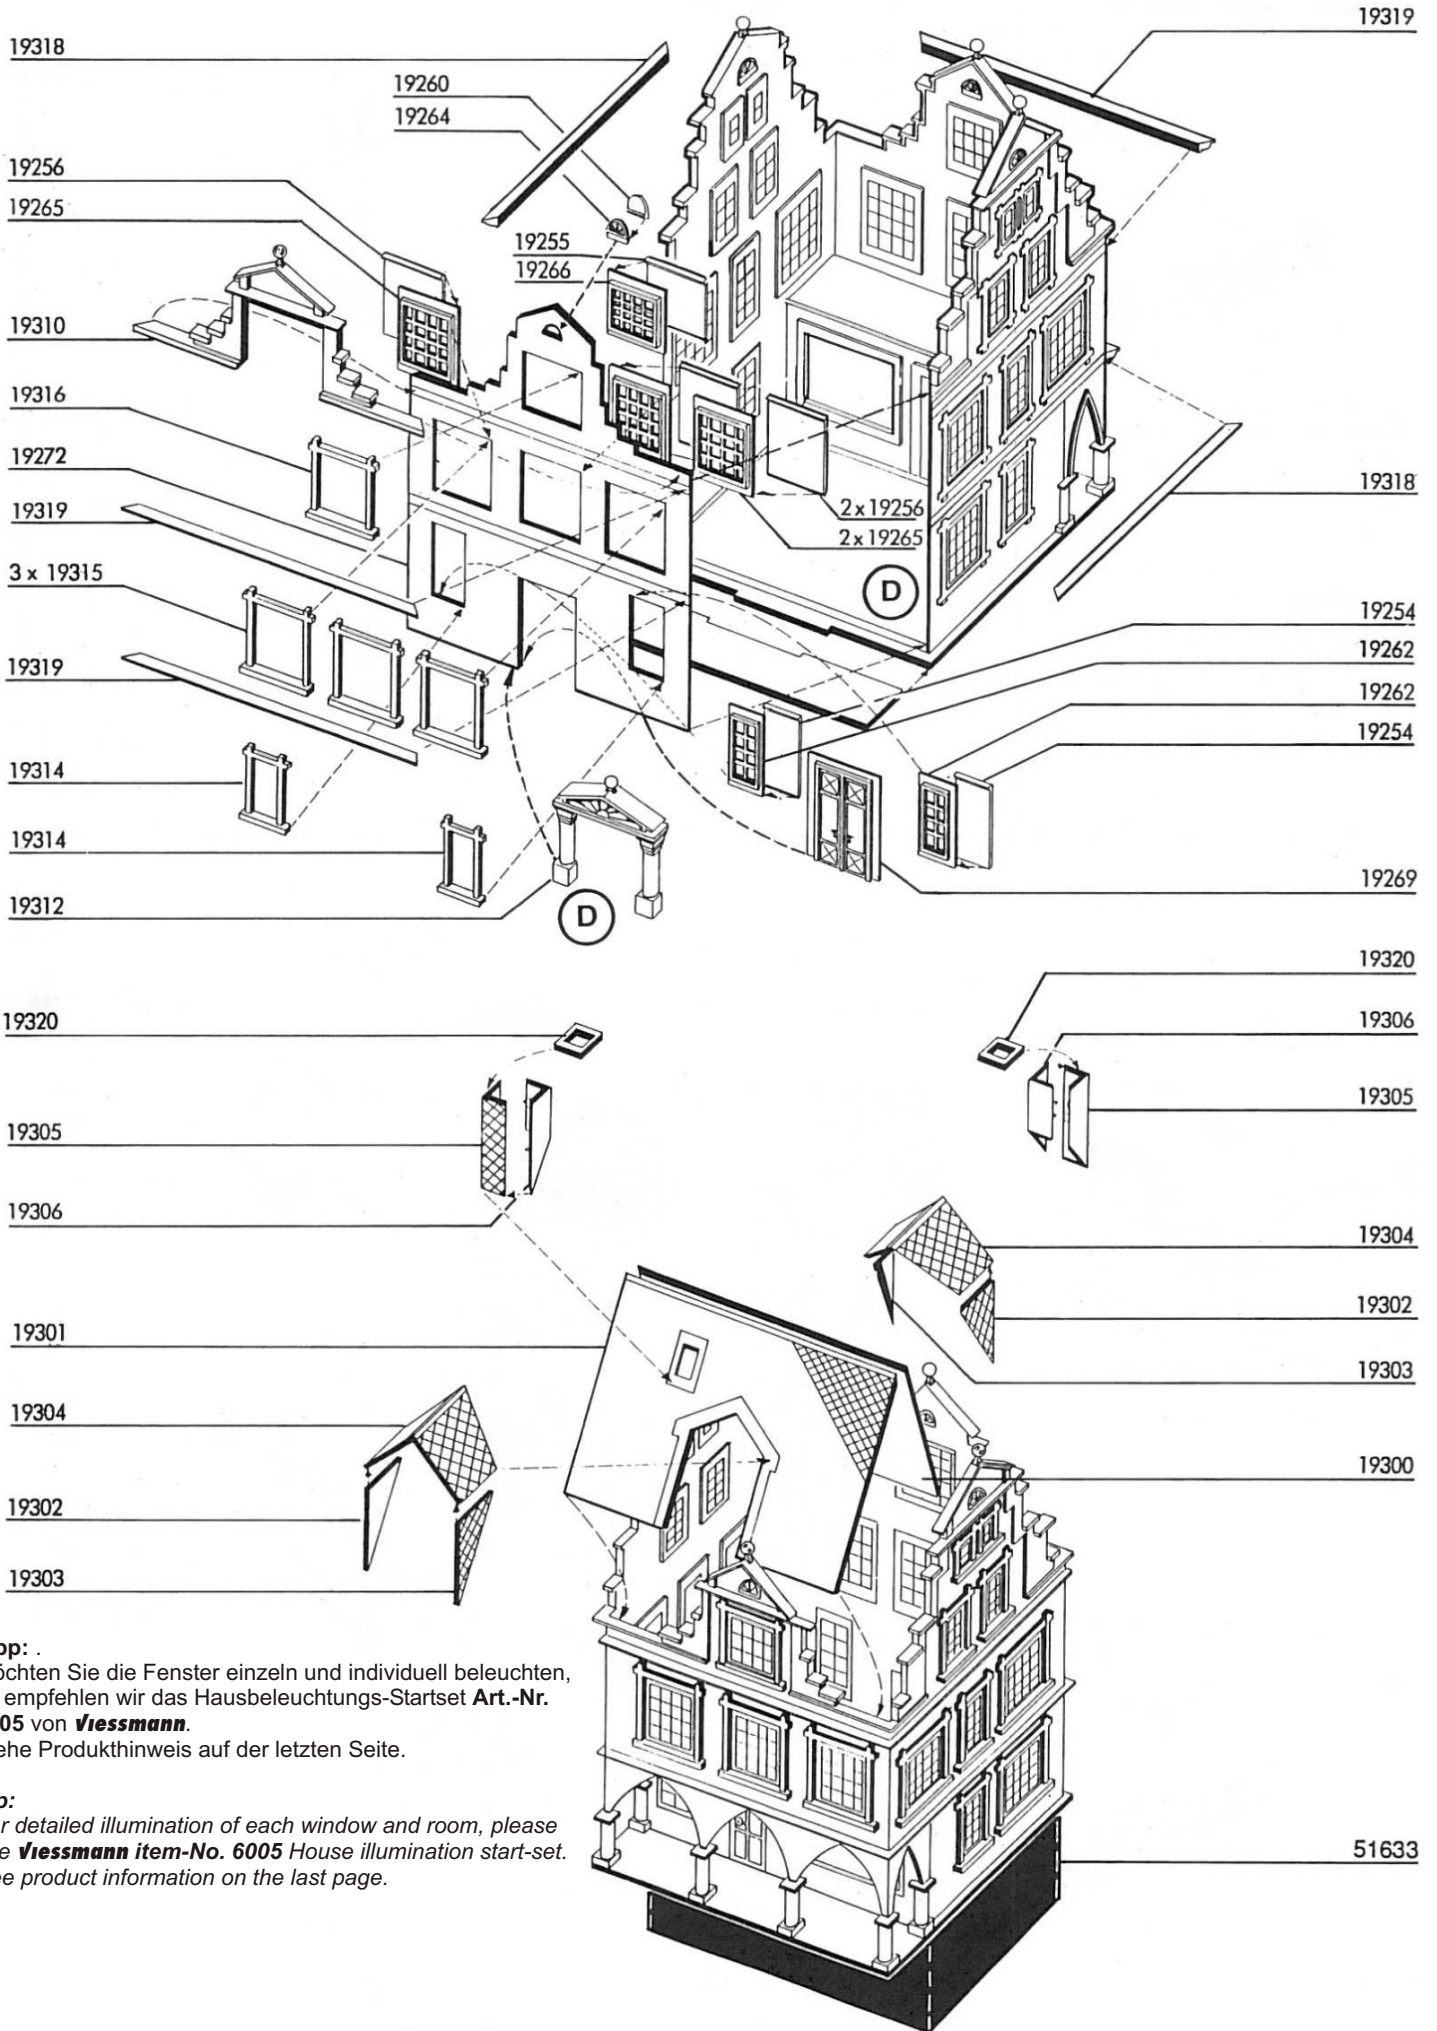 19318
19319
19260
19264
19256
19265
19255
19266
19310
19316
19272
19318
19319
2 x 19256
2 x 19265
3 x 19315
D
19254
19262
19319
19262
19254
19314
19314
19269
19312
D
19320
19320
19306
19305
19305
19306
19304
19302
19301
19303
19304
19300
19302
19303
pp: .
öchten Sie die Fenster einzeln und individuell beleuchten,
empfehlen wir das Hausbeleuchtungs-Startset Art.-Nr.
05 von Viessmann.
ehe Produkthinweis auf der letzten Seite.
p:
r detailed illumination of each window and room, please
e Viessmann item-No. 6005 House illumination start-set.
ee product information on the last page.
51633